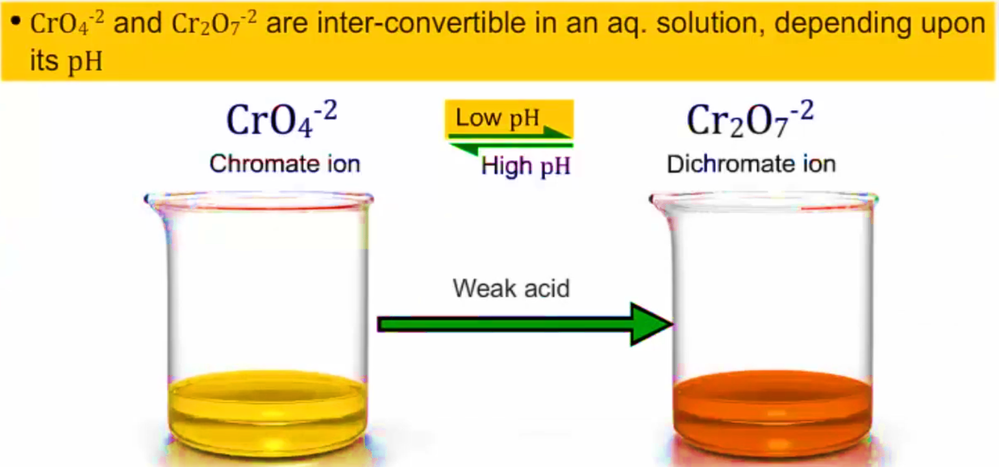 • CrO₄⁻² and Cr₂O₇⁻² are inter-convertible in an aq. solution, depending upon
its pH
CrO₄⁻²
Low pH
Cr₂O₇⁻²
Chromate ion
High pH
Dichromate ion
Weak acid